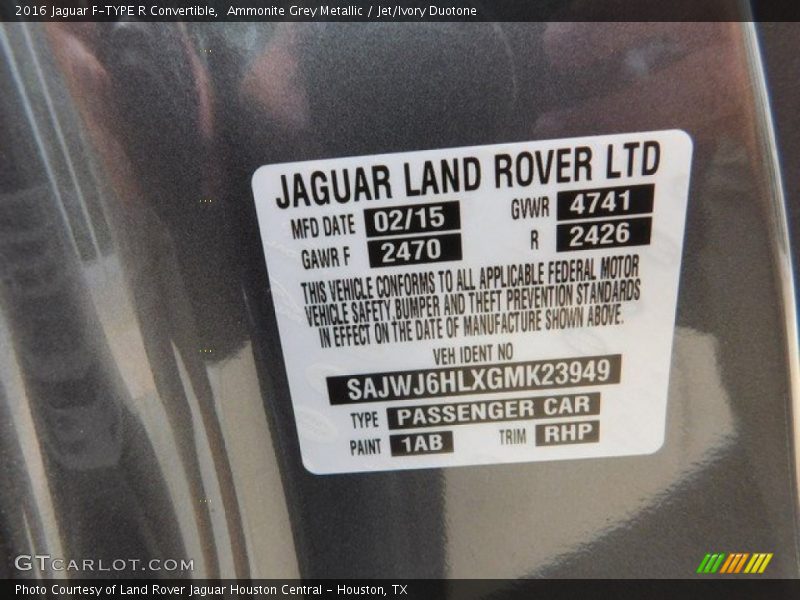 2016 Jaguar F-TYPE R Convertible, Ammonite Grey Metallic / Jet/Ivory Duotone
JAGUAR LAND ROVER LTD
MFD DATE 02/15 GVWR 4741
GAWR F 2470 R 2426
THIS VEHICLE CONFORMS TO ALL APPLICABLE FEDERAL MOTOR
VEHICLE SAFETY, BUMPER AND THEFT PREVENTION STANDARDS
IN EFFECT ON THE DATE OF MANUFACTURE SHOWN ABOVE.
VEH IDENT NO
SAJWJ6HLXGMK23949
TYPE PASSENGER CAR
PAINT 1AB TRIM RHP
GTCARLOT.COM
Photo Courtesy of Land Rover Jaguar Houston Central - Houston, TX